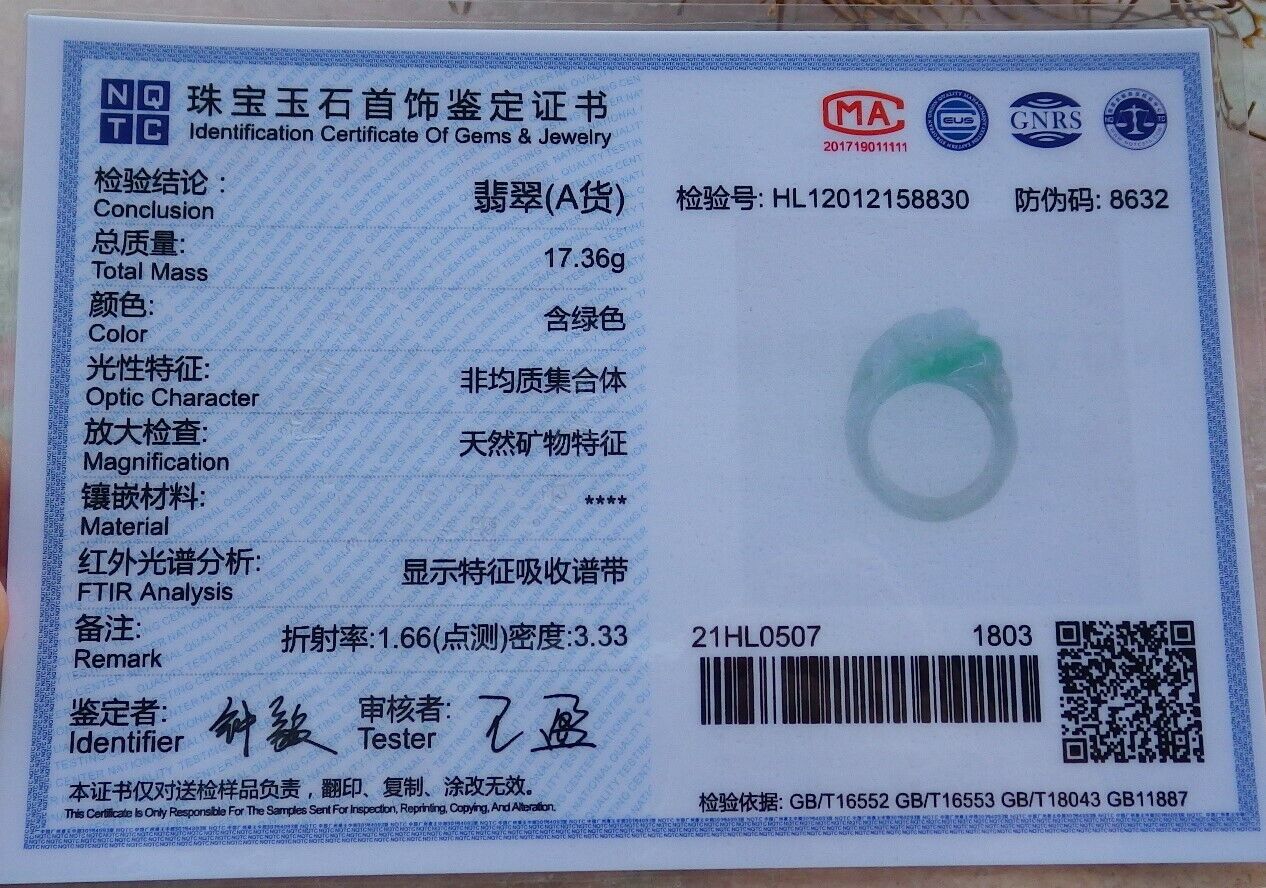 NQ
TC
珠宝玉石首饰鉴定证书
Identification Certificate Of Gems & Jewelry
CMA
201719011111
GUS
GNRS
检验结论：
Conclusion
翡翠(A货)
检验号: HL12012158830
防伪码: 8632
总质量:
Total Mass
17.36g
颜色:
Color
含绿色
光性特征:
Optic Character
非均质集合体
放大检查:
Magnification
天然矿物特征
镶嵌材料:
Material
****
红外光谱分析:
FTIR Analysis
显示特征吸收谱带
备注:
Remark
折射率:1.66(点测)密度:3.33
21HL0507
1803
鉴定者:
Identifier
审核者:
Tester
本证书仅对送检样品负责，翻印、复制、涂改无效。
This Certificate Is Only Responsible For The Samples Sent For Inspection, Reprinting, Copying, And Alteration.
检验依据: GB/T16552 GB/T16553 GB/T18043 GB11887